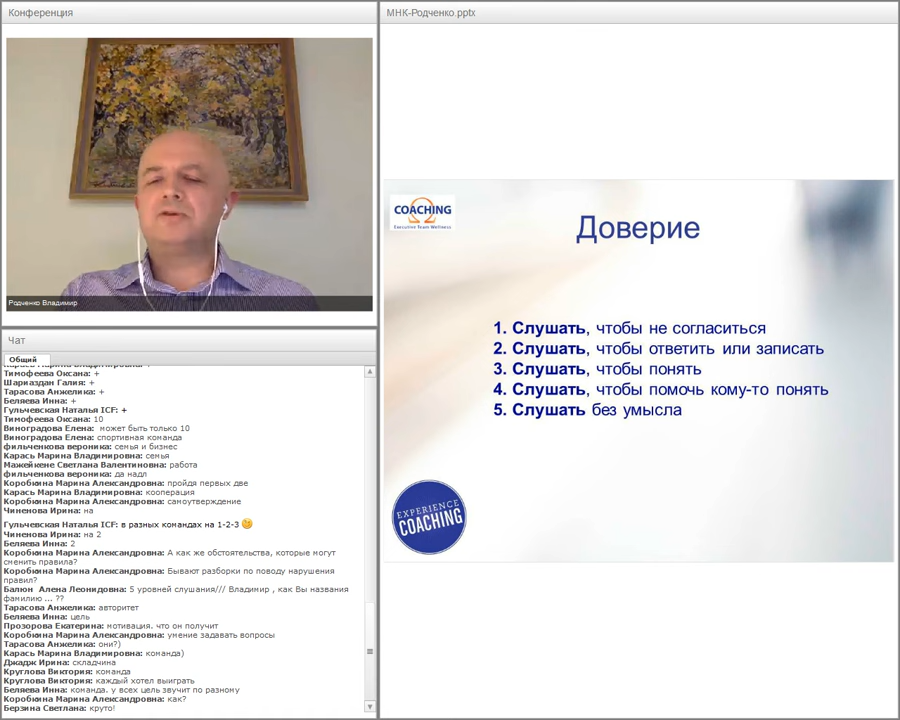 Конференция
Родченко Владимир
Чат
Общий
Тимофеева Оксана: +
Шариаздан Галия: +
Тарасова Анжелика: +
Беляева Инна: +
Гульчевская Наталья ICF: +
Тимофеева Оксана: 10
Виноградова Елена: может быть только 10
Виноградова Елена: спортивная команда
фильченкова вероника: семья и бизнес
Карась Марина Владимировна: семья
Мажейкене Светлана Валентиновна: работа
фильченкова вероника: да надл
Коробкина Марина Александровна: пройдя первых две
Карась Марина Владимировна: кооперация
Коробкина Марина Александровна: самоутверждение
Чиненова Ирина: на
Гульчевская Наталья ICF: в разных командах на 1-2-3
Чиненова Ирина: на 2
Беляева Инна: 2
Коробкина Марина Александровна: А как же обстоятельства, которые могут
сменить правила?
Коробкина Марина Александровна: Бывают разборки по поводу нарушения
правил?
Балюн Алена Леонидовна: 5 уровней слушания/// Владимир , как Вы названия
фамилию ... ??
Тарасова Анжелика: авторитет
Беляева Инна: цель
Прозорова Екатерина: мотивация. что он получит
Коробкина Марина Александровна: умение задавать вопросы
Тарасова Анжелика: они?)
Карась Марина Владимировна: команда)
Джадж Ирина: складчина
Круглова Виктория: команда
Круглова Виктория: каждый хотел выиграть
Беляева Инна: команда. у всех цель звучит по разному
Коробкина Марина Александровна: как?
Берзина Светлана: круто!
МНК-Родченко.pptx
COACHING
Executive Team Wellness
Доверие
1. Слушать, чтобы не согласиться
2. Слушать, чтобы ответить или записать
3. Слушать, чтобы понять
4. Слушать, чтобы помочь кому-то понять
5. Слушать без умысла
EXPERIENCE
COACHING